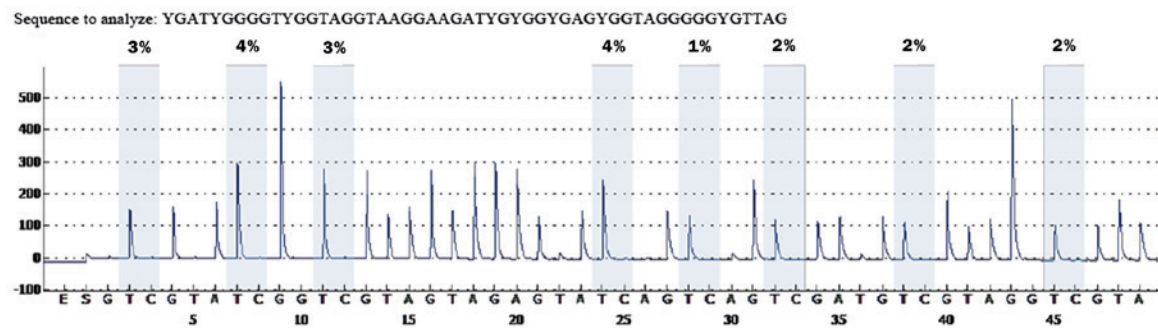 Sequence to analyze: YGATYGGGGTYGGTAGGTAAGGAAGATYGYGGYGAGYGGTAGGGGGYGTTAG
3% 4% 3% 4% 1% 2% 2% 2%
500
400
300
200
100
0
-100
E S G T C G T A T C G G T C G T A G T A G A G T A T C A G T C A G T C G A T G T C G T A G G T C G T A
5 10 15 20 25 30 35 40 45